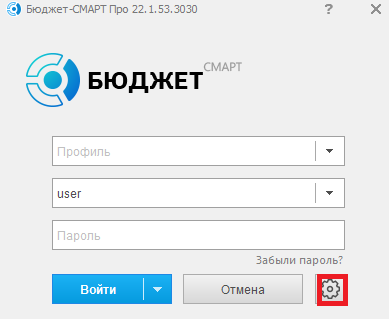 Бюджет-СМАРТ Про 22.1.53.3030
?
БЮДЖЕТ СМАРТ
Профиль
user
Пароль
Забыли пароль?
Войти Отмена